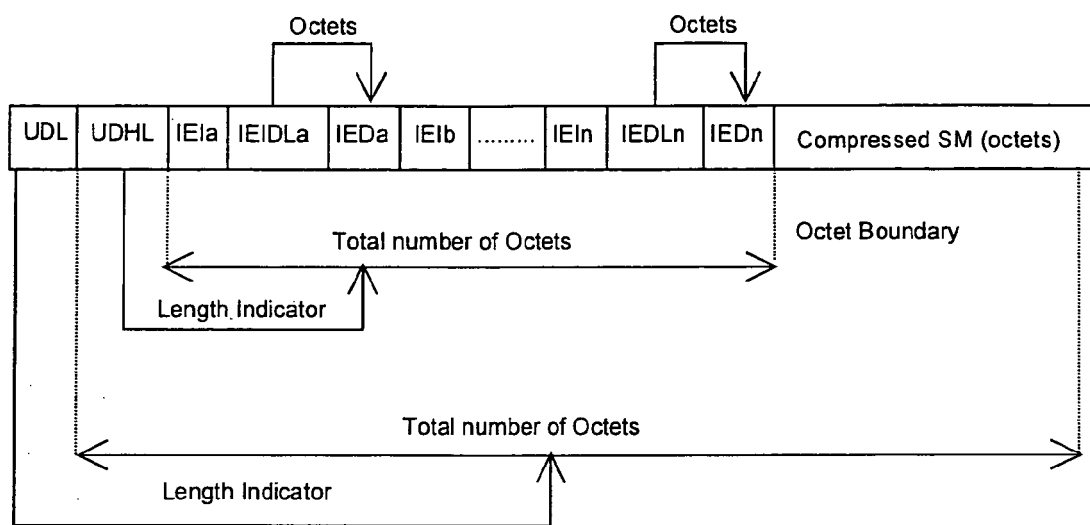 Octets Octets
UDL UDHL IEIa IEIDLa IEDa IEIb ......... IEIn IEDLn IEDn Compressed SM (octets)
Octet Boundary
Total number of Octets
Length Indicator
Total number of Octets
Length Indicator